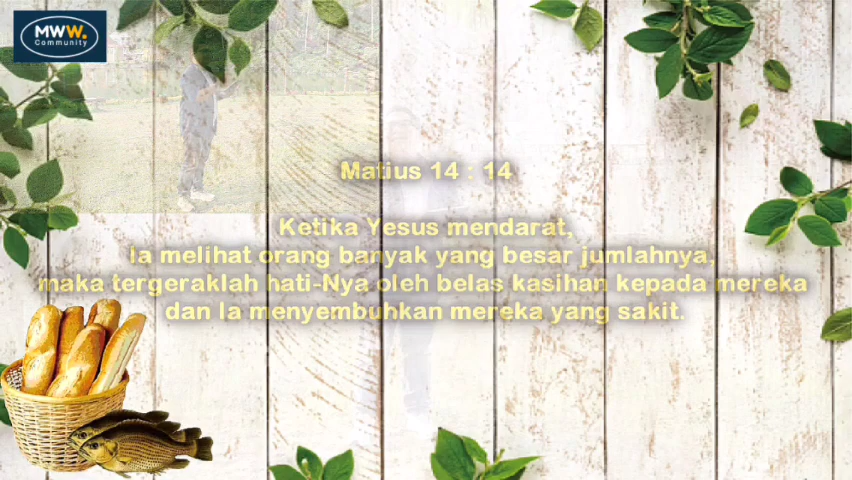 MWW.
Community
Matius 14 : 14
Ketika Yesus mendarat,
Ia melihat orang banyak yang besar jumlahnya,
maka tergeraklah hati-Nya oleh belas kasihan kepada mereka
dan Ia menyembuhkan mereka yang sakit.